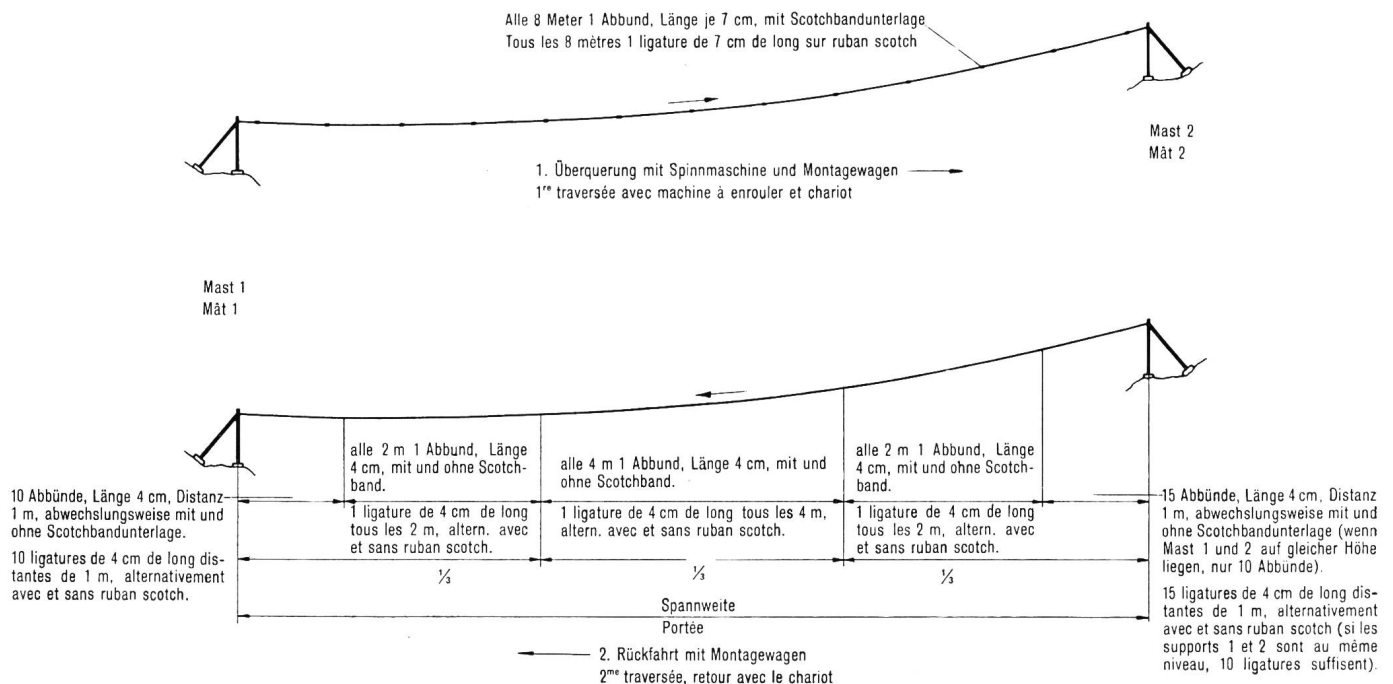 Alle 8 Meter 1 Abbund, Länge je 7 cm, mit Scotchbandunterlage
Tous les 8 mètres 1 ligature de 7 cm de long sur ruban scotch
Mast 2
Mât 2
1. Überquerung mit Spinnmaschine und Montagewagen
1re traversée avec machine à enrouler et chariot
Mast 1
Mât 1
10 Abbünde, Länge 4 cm, Distanz
1 m, abwechslungsweise mit und
ohne Scotchbandunterlage.
10 ligatures de 4 cm de long dis-
tantes de 1 m, alternativement
avec et sans ruban scotch.
alle 2 m 1 Abbund, Länge
4 cm, mit und ohne Scotch-
band.
1 ligature de 4 cm de long
tous les 2 m, altern. avec
et sans ruban scotch.
alle 4 m 1 Abbund, Länge 4 cm, mit und
ohne Scotchband.
1 ligature de 4 cm de long tous les 4 m,
altern. avec et sans ruban scotch.
alle 2 m 1 Abbund, Länge
4 cm, mit und ohne Scotch-
band.
1 ligature de 4 cm de long
tous les 2 m, altern. avec
et sans ruban scotch.
15 Abbünde, Länge 4 cm, Distanz
1 m, abwechslungsweise mit und
ohne Scotchbandunterlage (wenn
Mast 1 und 2 auf gleicher Höhe
liegen, nur 10 Abbünde).
15 ligatures de 4 cm de long dis-
tantes de 1 m, alternativement
avec et sans ruban scotch (si les
supports 1 et 2 sont au même
niveau, 10 ligatures suffisent).
1/3
1/3
1/3
Spannweite
Portée
2. Rückfahrt mit Montagewagen
2me traversée, retour avec le chariot